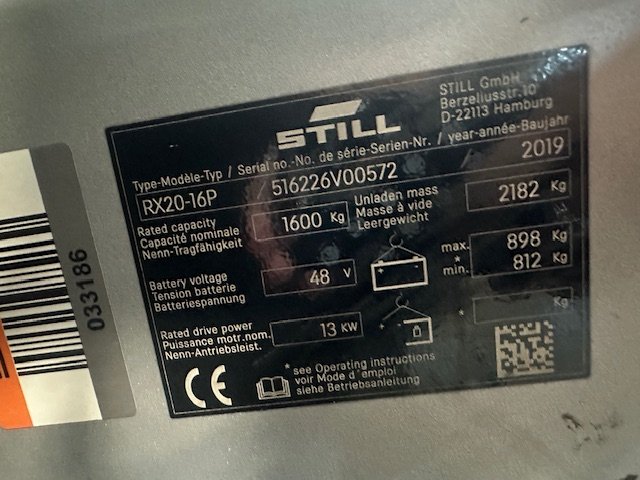 STILL
STILL GmbH
Berzeliusstr.10
D-22113 Hamburg
Type-Modèle-Typ / Serial no.-No. de série-Serien-Nr. / year-année-Baujahr
RX20-16P 516226V00572 2019
Rated capacity
Capacité nominale
Nenn-Tragfähigkeit
1600 Kg
Unladen mass
Masse à vide
Leergewicht
2182 Kg
Battery voltage
Tension batterie
Batteriespannung
48 V
max. 898 Kg
*
min. 812 Kg
Rated drive power
Puissance motr.nom.
Nenn-Antriebsleist.
13 KW
* * Kg
CE
* see Operating instructions
voir Mode d'emploi
siehe Betriebsanleitung
033186